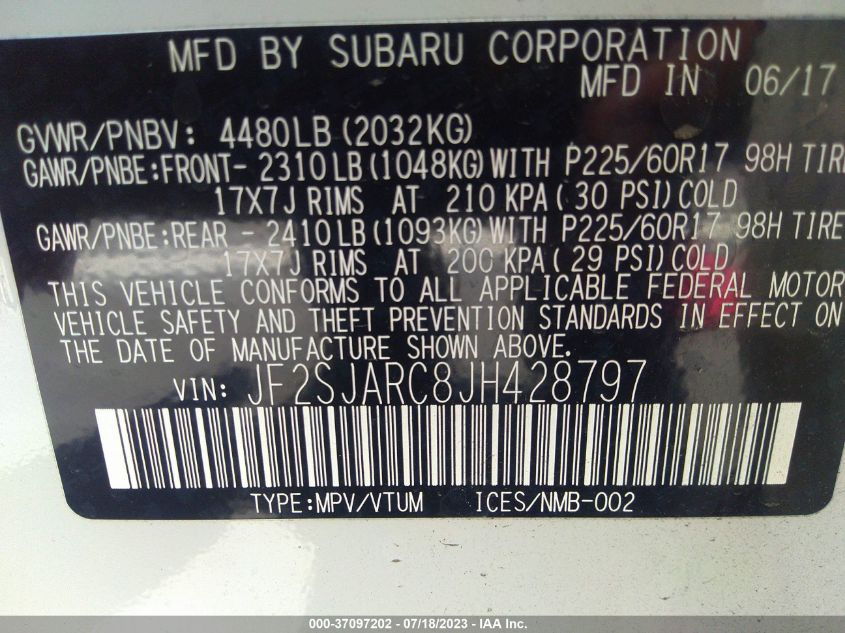 MFD BY SUBARU CORPORATION
MFD IN 06/17
GVWR/PNBV: 4480LB (2032KG)
GAWR/PNBE:FRONT- 2310 LB (1048KG) WITH P225/60R17 98H TIRE
17X7J RIMS AT 210 KPA ( 30 PSI) COLD
GAWR/PNBE:REAR - 2410 LB (1093KG) WITH P225/60R17 98H TIRE
17X7J RIMS AT 200 KPA ( 29 PSI) COLD
THIS VEHICLE CONFORMS TO ALL APPLICABLE FEDERAL MOTOR
VEHICLE SAFETY AND THEFT PREVENTION STANDARDS IN EFFECT ON
THE DATE OF MANUFACTURE SHOWN ABOVE.
VIN: JF2SJARC8JH428797
TYPE:MPV/VTUM ICES/NMB-002
000-37097202 - 07/18/2023 - IAA Inc.